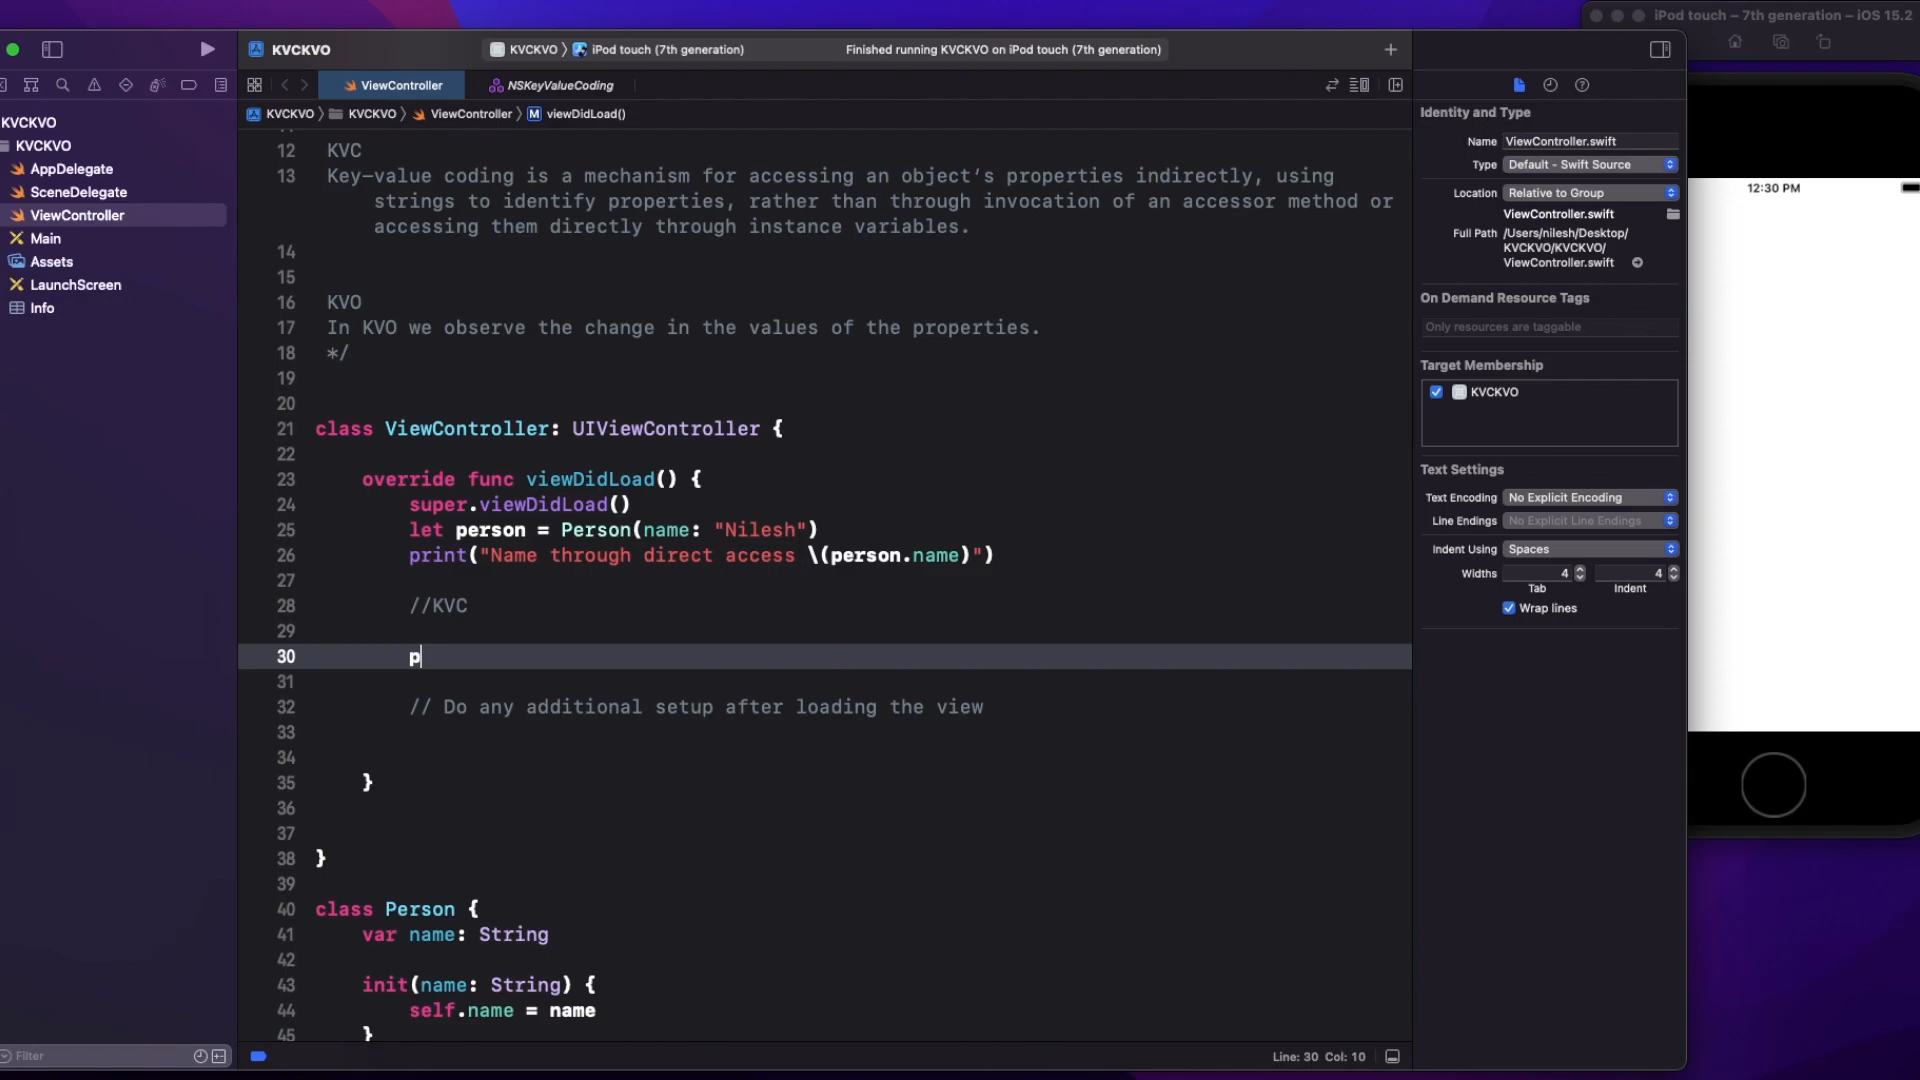 iPod touch – 7th generation – iOS 15.2
KVCKVO
KVCKVO
iPod touch (7th generation)
Finished running KVCKVO on iPod touch (7th generation)
ViewController
NSKeyValueCoding
KVCKVO
KVCKVO
ViewController
M viewDidLoad()
KVCKVO
KVCKVO
AppDelegate
SceneDelegate
ViewController
Main
Assets
LaunchScreen
Info
Filter
12 KVC
13 Key-value coding is a mechanism for accessing an object's properties indirectly, using
strings to identify properties, rather than through invocation of an accessor method or
accessing them directly through instance variables.
14
15
16 KVO
17 In KVO we observe the change in the values of the properties.
18 */
19
20
21 class ViewController: UIViewController {
22
23 override func viewDidLoad() {
24 super.viewDidLoad()
25 let person = Person(name: "Nilesh")
26 print("Name through direct access \(person.name)")
27
28 //KVC
29
30 p
31
32 // Do any additional setup after loading the view
33
34
35 }
36
37
38 }
39
40 class Person {
41 var name: String
42
43 init(name: String) {
44 self.name = name
45 }
Line: 30 Col: 10
Identity and Type
Name ViewController.swift
Type Default - Swift Source
Location Relative to Group
ViewController.swift
Full Path /Users/nilesh/Desktop/
KVCKVO/KVCKVO/
ViewController.swift
On Demand Resource Tags
Only resources are taggable
Target Membership
KVCKVO
Text Settings
Text Encoding No Explicit Encoding
Line Endings No Explicit Line Endings
Indent Using Spaces
Widths 4 4
Tab Indent
Wrap lines
12:30 PM